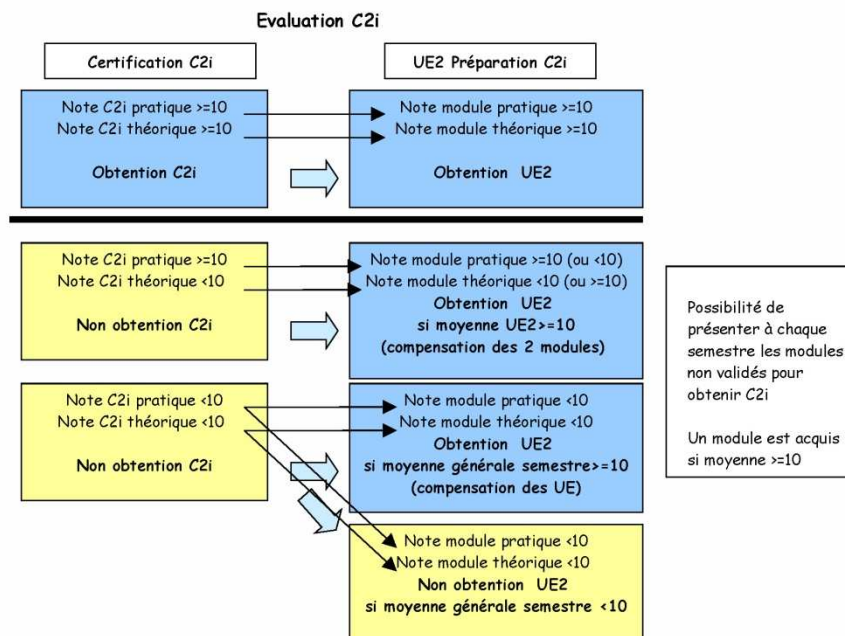 Evaluation C2i
Certification C2i
UE2 Préparation C2i
Note C2i pratique >=10
Note C2i théorique >=10
Obtention C2i
Note module pratique >=10
Note module théorique >=10
Obtention UE2
Note C2i pratique >=10
Note C2i théorique <10
Non obtention C2i
Note module pratique >=10 (ou <10)
Note module théorique <10 (ou >=10)
Obtention UE2
si moyenne UE2>=10
(compensation des 2 modules)
Note C2i pratique <10
Note C2i théorique <10
Non obtention C2i
Note module pratique <10
Note module théorique <10
Obtention UE2
si moyenne générale semestre>=10
(compensation des UE)
Note module pratique <10
Note module théorique <10
Non obtention UE2
si moyenne générale semestre <10
Possibilité de
présenter à chaque
semestre les modules
non validés pour
obtenir C2i
Un module est acquis
si moyenne >=10